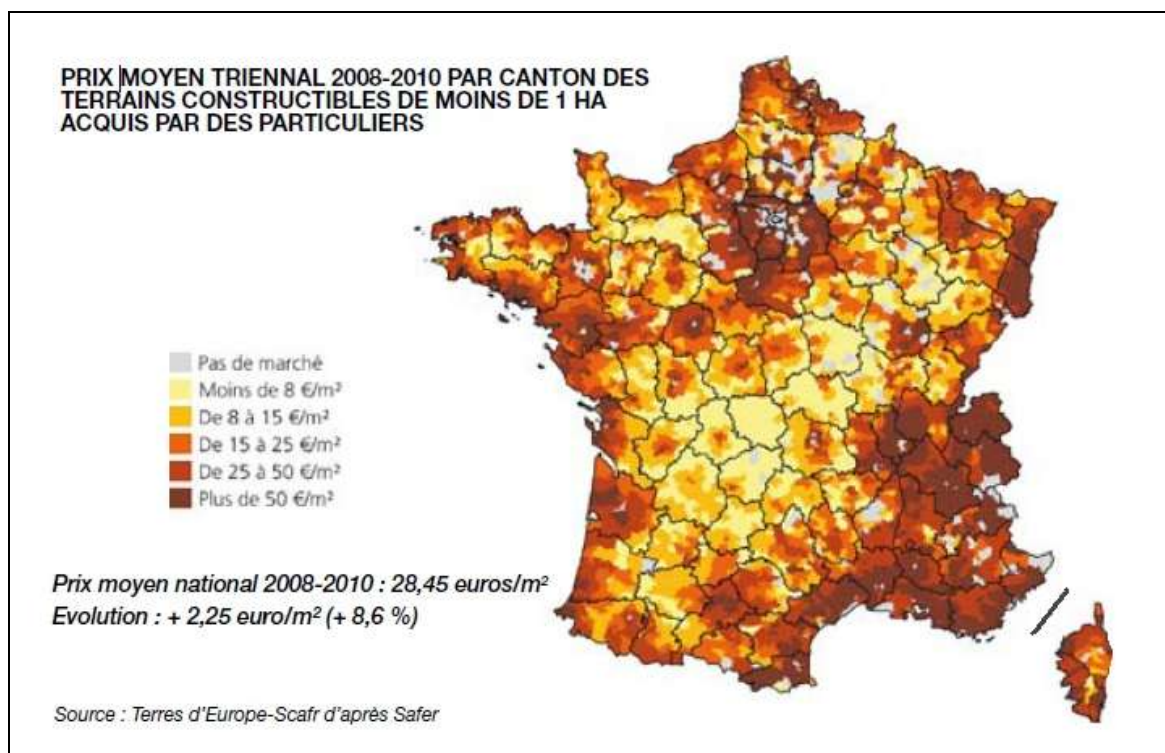 PRIX MOYEN TRIENNAL 2008-2010 PAR CANTON DES
TERRAINS CONSTRUCTIBLES DE MOINS DE 1 HA
ACQUIS PAR DES PARTICULIERS
Pas de marché
Moins de 8 €/m²
De 8 à 15 €/m²
De 15 à 25 €/m²
De 25 à 50 €/m²
Plus de 50 €/m²
Prix moyen national 2008-2010 : 28,45 euros/m²
Evolution : + 2,25 euro/m² (+ 8,6 %)
Source : Terres d'Europe-Scafr d'après Safer